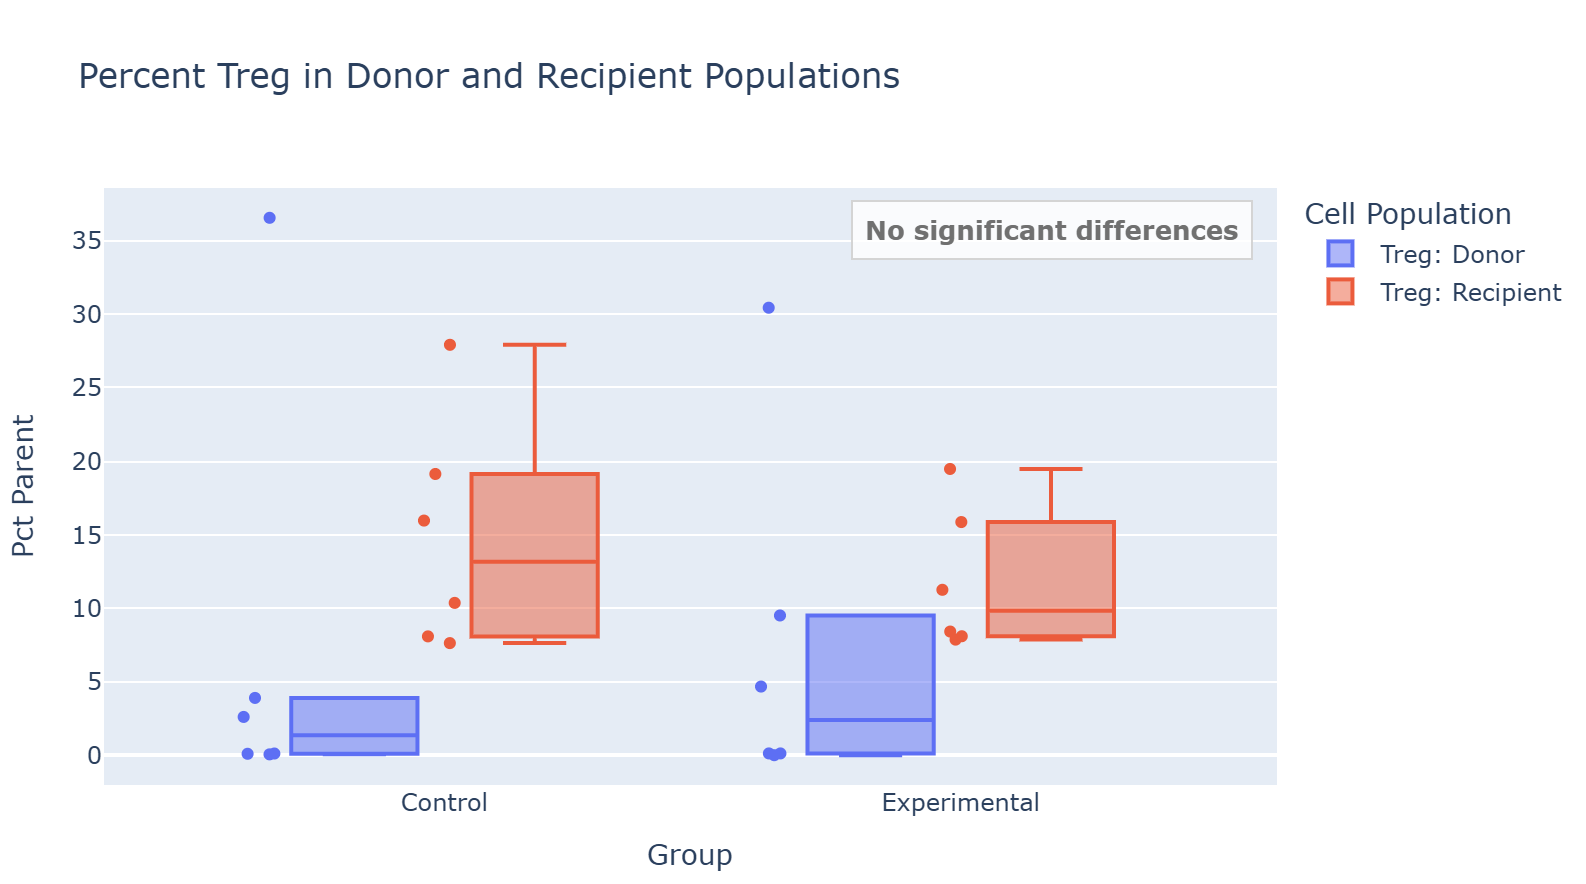 Percent Treg in Donor and Recipient Populations
No significant differences
Cell Population
Treg: Donor
Treg: Recipient
35
30
25
20
15
10
5
0
Pct Parent
Control
Experimental
Group